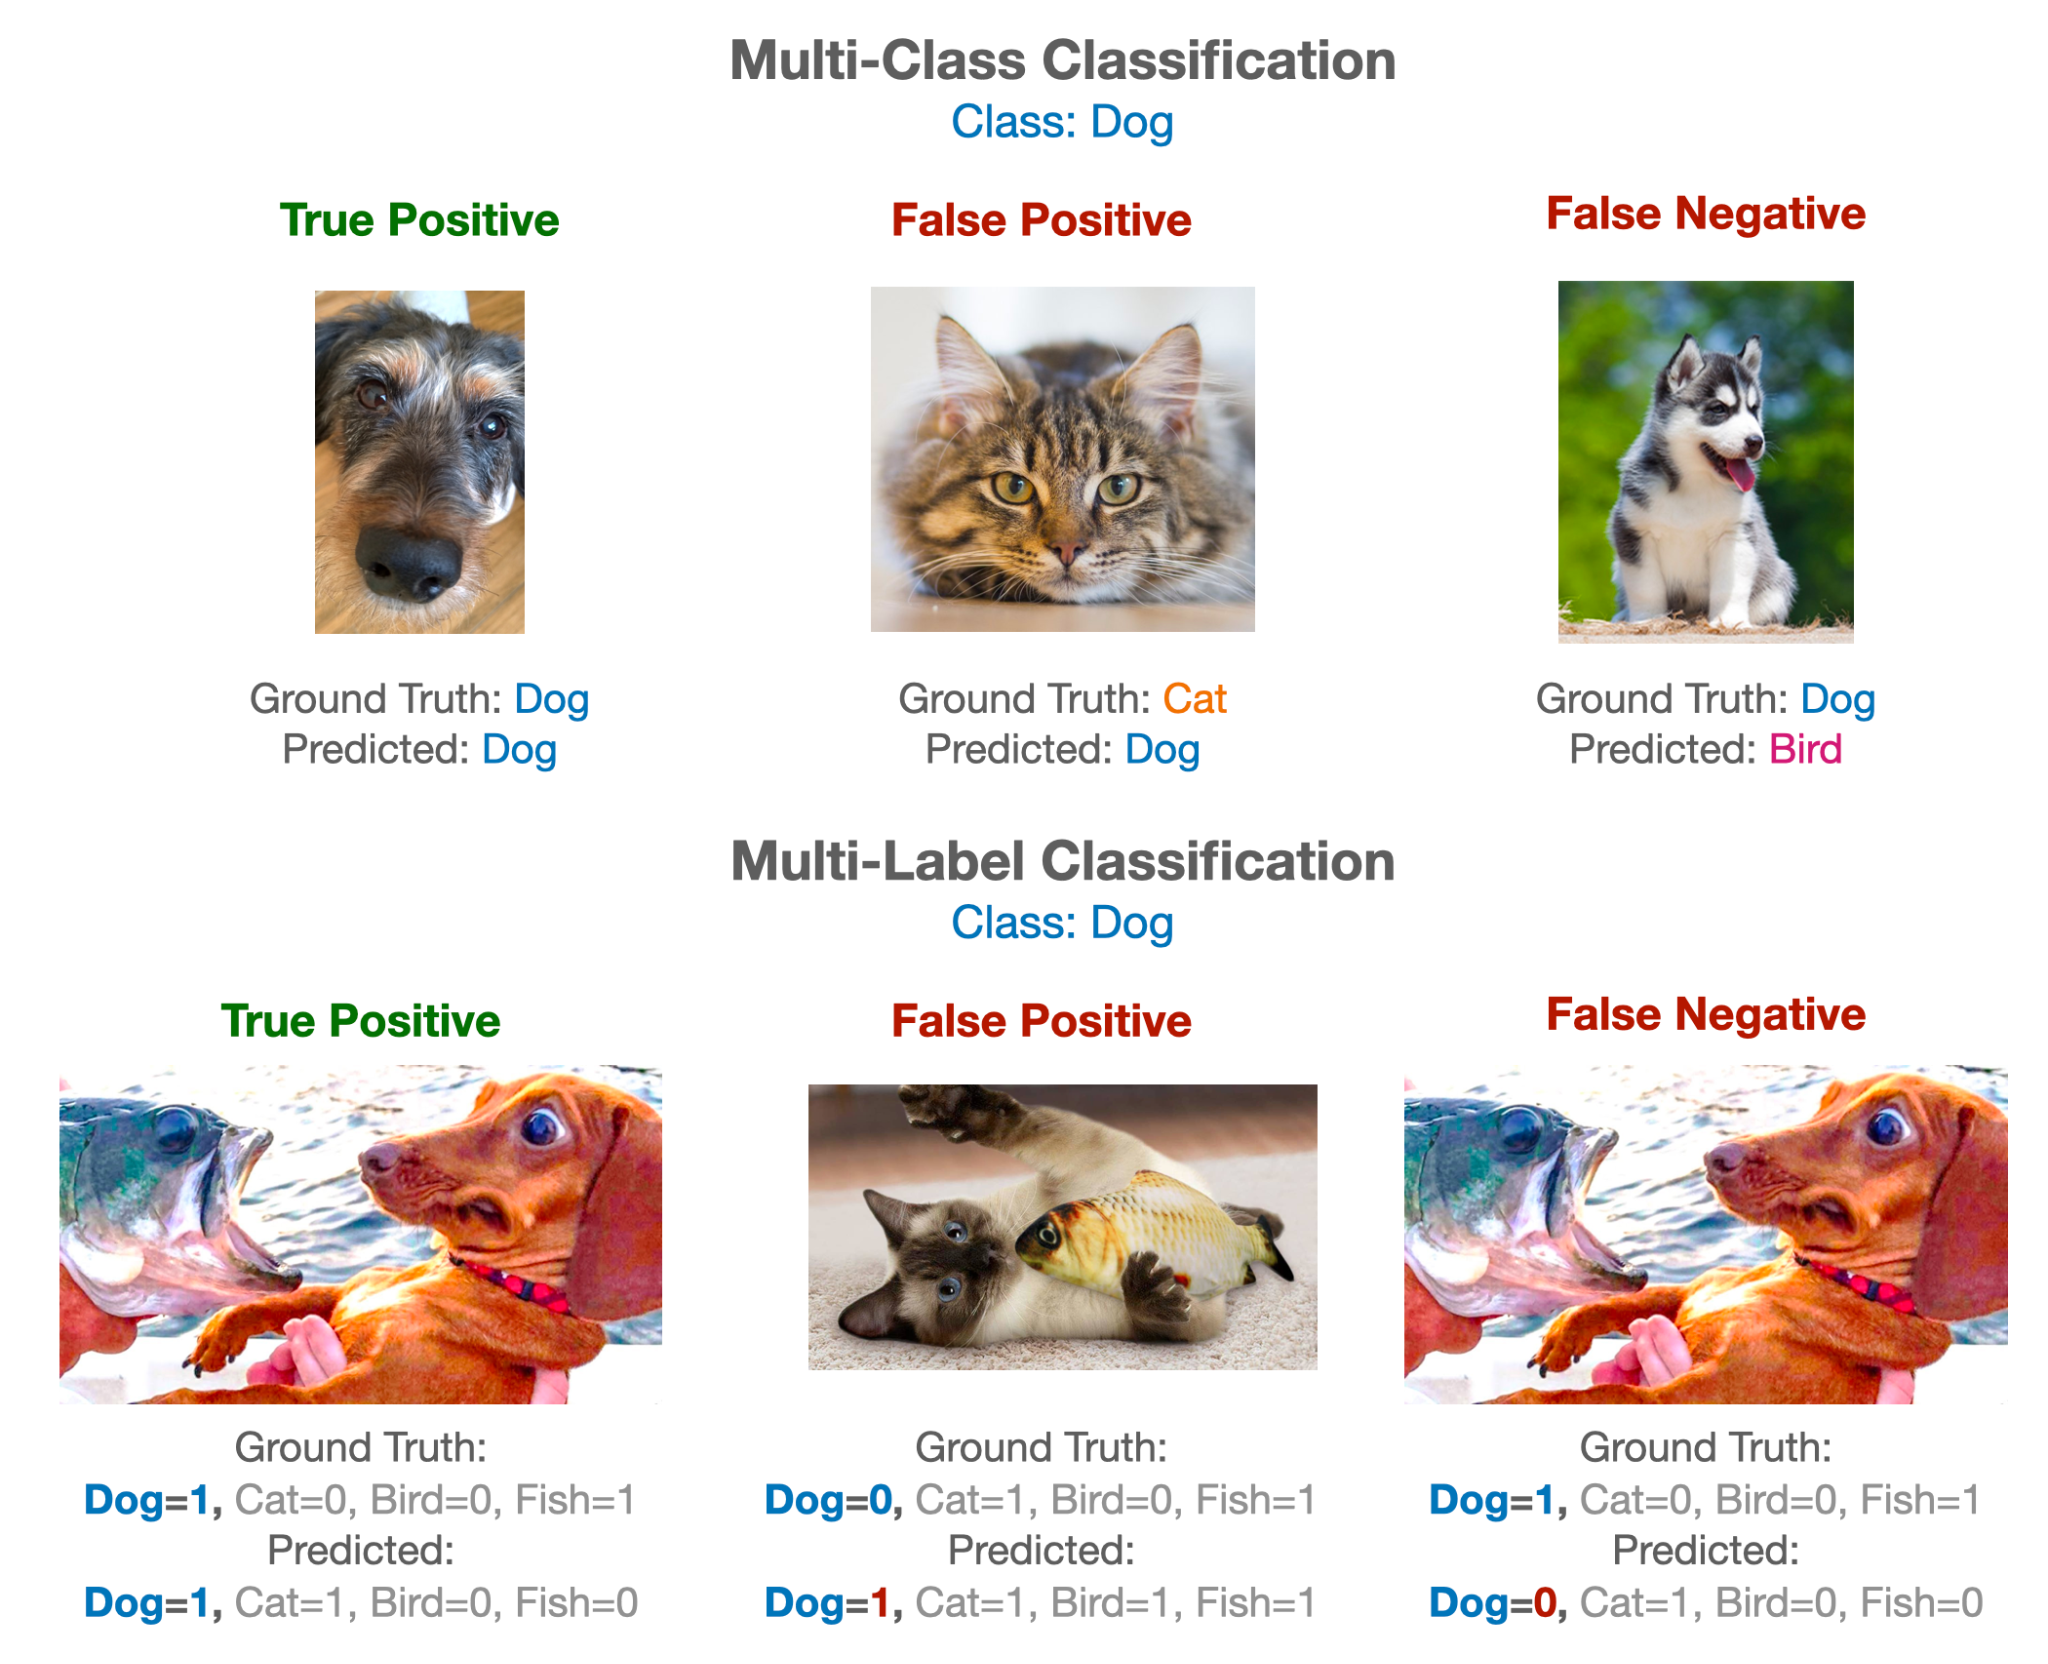 Multi-Class Classification
Class: Dog
True Positive
False Positive
False Negative
Ground Truth: Dog
Predicted: Dog
Ground Truth: Cat
Predicted: Dog
Ground Truth: Dog
Predicted: Bird
Multi-Label Classification
Class: Dog
True Positive
False Positive
False Negative
Ground Truth:
Dog=1, Cat=0, Bird=0, Fish=1
Predicted:
Dog=1, Cat=1, Bird=0, Fish=0
Ground Truth:
Dog=0, Cat=1, Bird=0, Fish=1
Predicted:
Dog=1, Cat=1, Bird=1, Fish=1
Ground Truth:
Dog=1, Cat=0, Bird=0, Fish=1
Predicted:
Dog=0, Cat=1, Bird=0, Fish=0